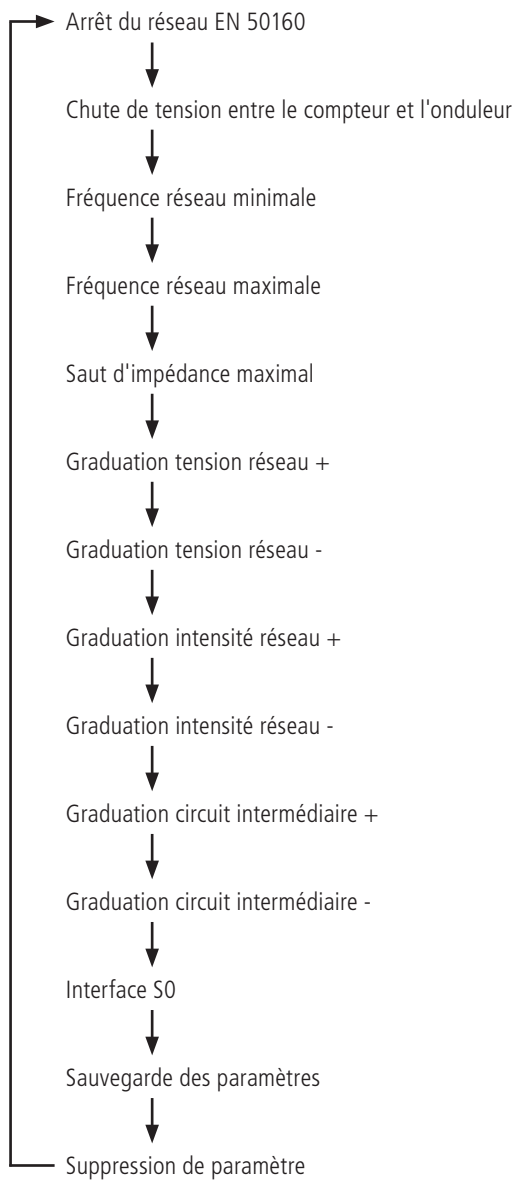 Arrêt du réseau EN 50160
Chute de tension entre le compteur et l'onduleur
Fréquence réseau minimale
Fréquence réseau maximale
Saut d'impédance maximal
Graduation tension réseau +
Graduation tension réseau -
Graduation intensité réseau +
Graduation intensité réseau -
Graduation circuit intermédiaire +
Graduation circuit intermédiaire -
Interface S0
Sauvegarde des paramètres
Suppression de paramètre